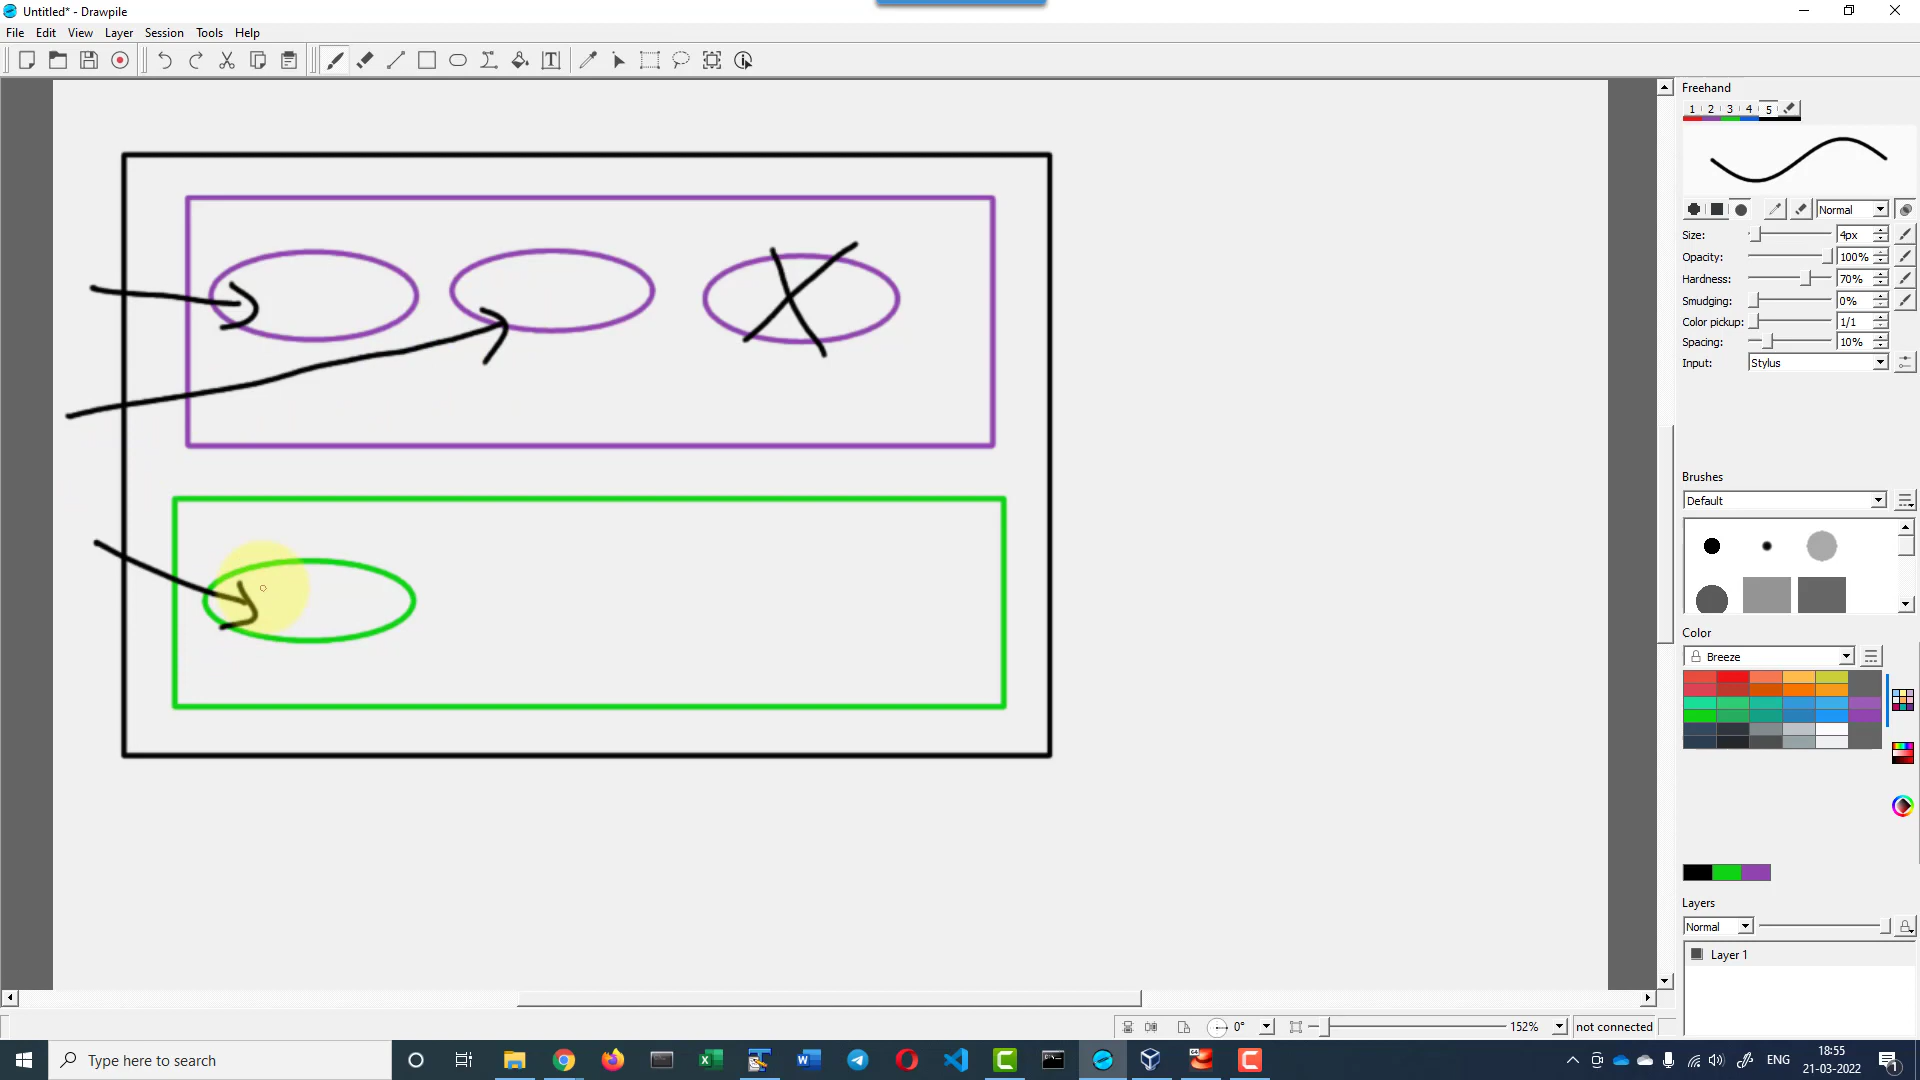 Untitled* - Drawpile
File Edit View Layer Session Tools Help
Freehand
1 2 3 4 5
Normal
Size: 4px
Opacity: 100%
Hardness: 70%
Smudging: 0%
Color pickup: 1/1
Spacing: 10%
Input: Stylus
Brushes
Default
Color
Breeze
Layers
Normal
Layer 1
0° 152% not connected
Type here to search
ENG
18:55
21-03-2022
1